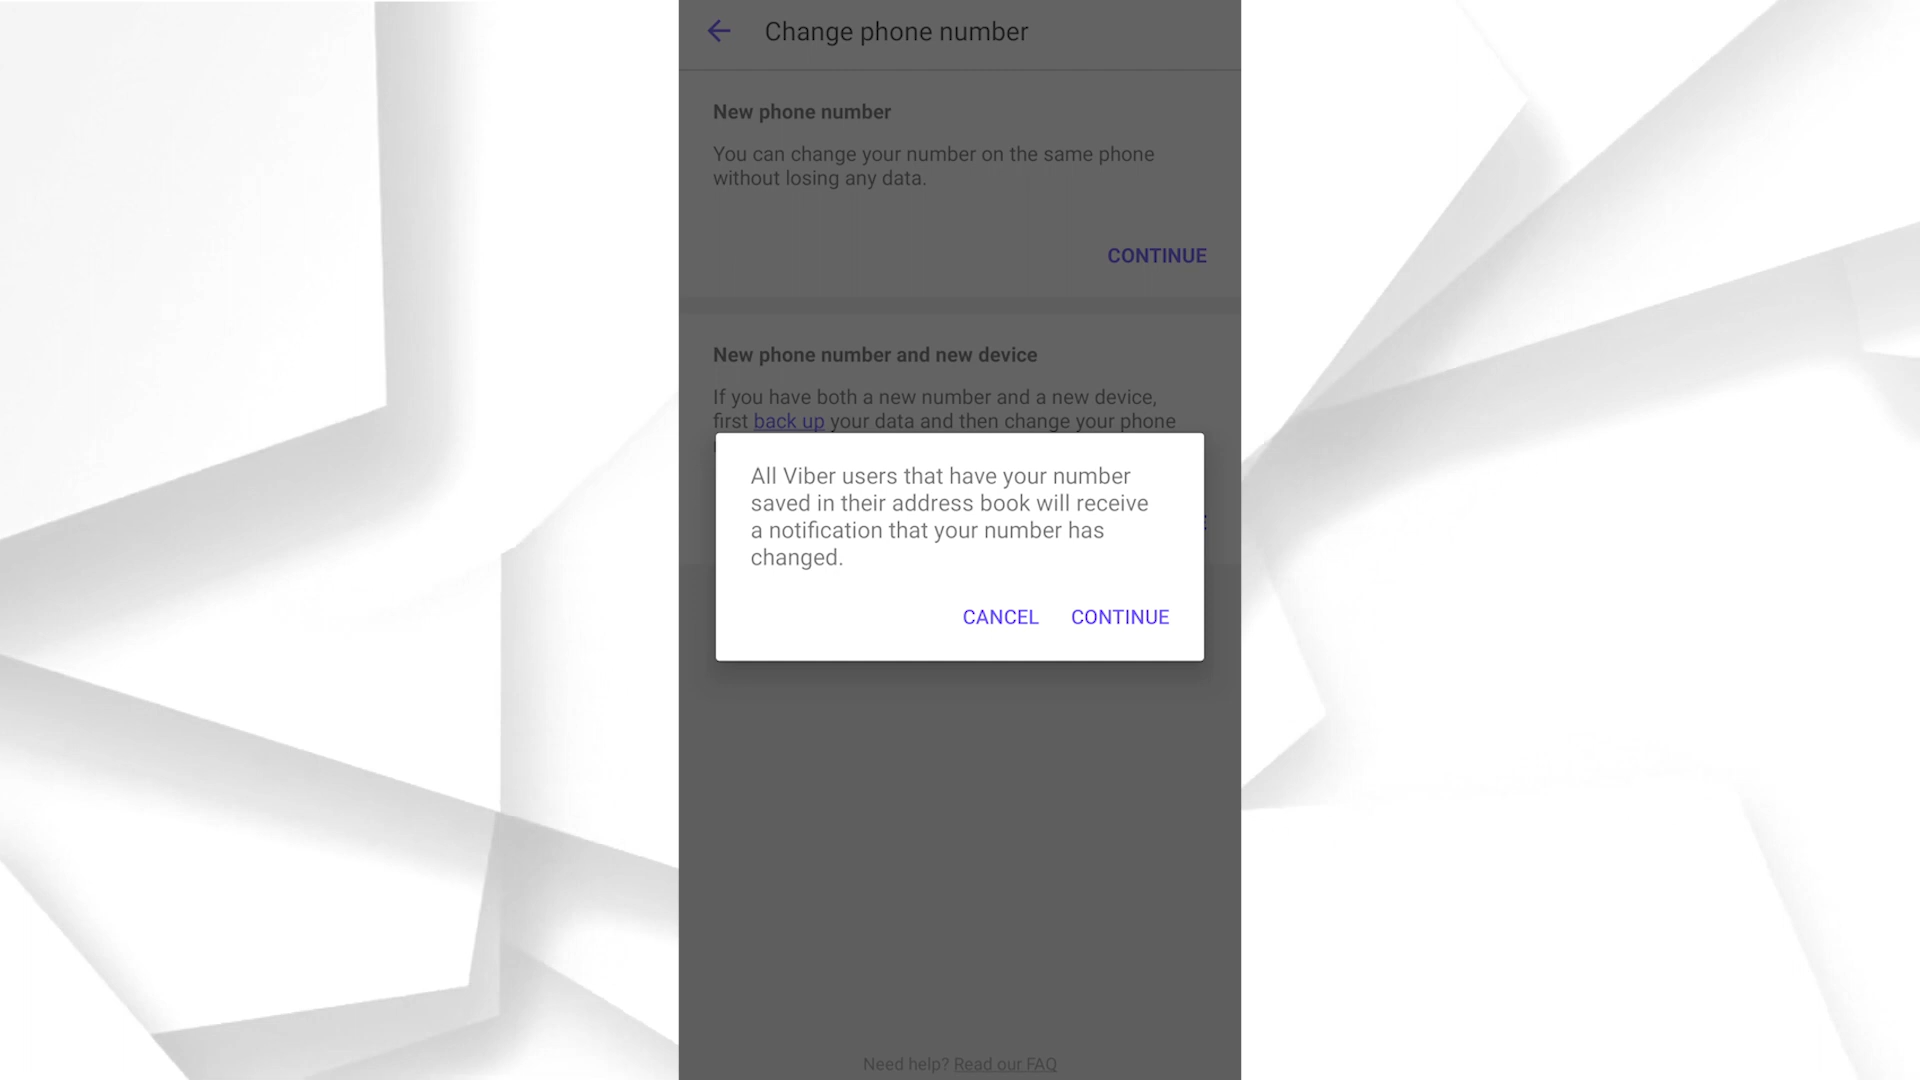 Change phone number
New phone number
You can change your number on the same phone
without losing any data.
CONTINUE
New phone number and new device
If you have both a new number and a new device,
first back up your data and then change your phone
All Viber users that have your number
saved in their address book will receive
a notification that your number has
changed.
CANCEL CONTINUE
Need help? Read our FAQ